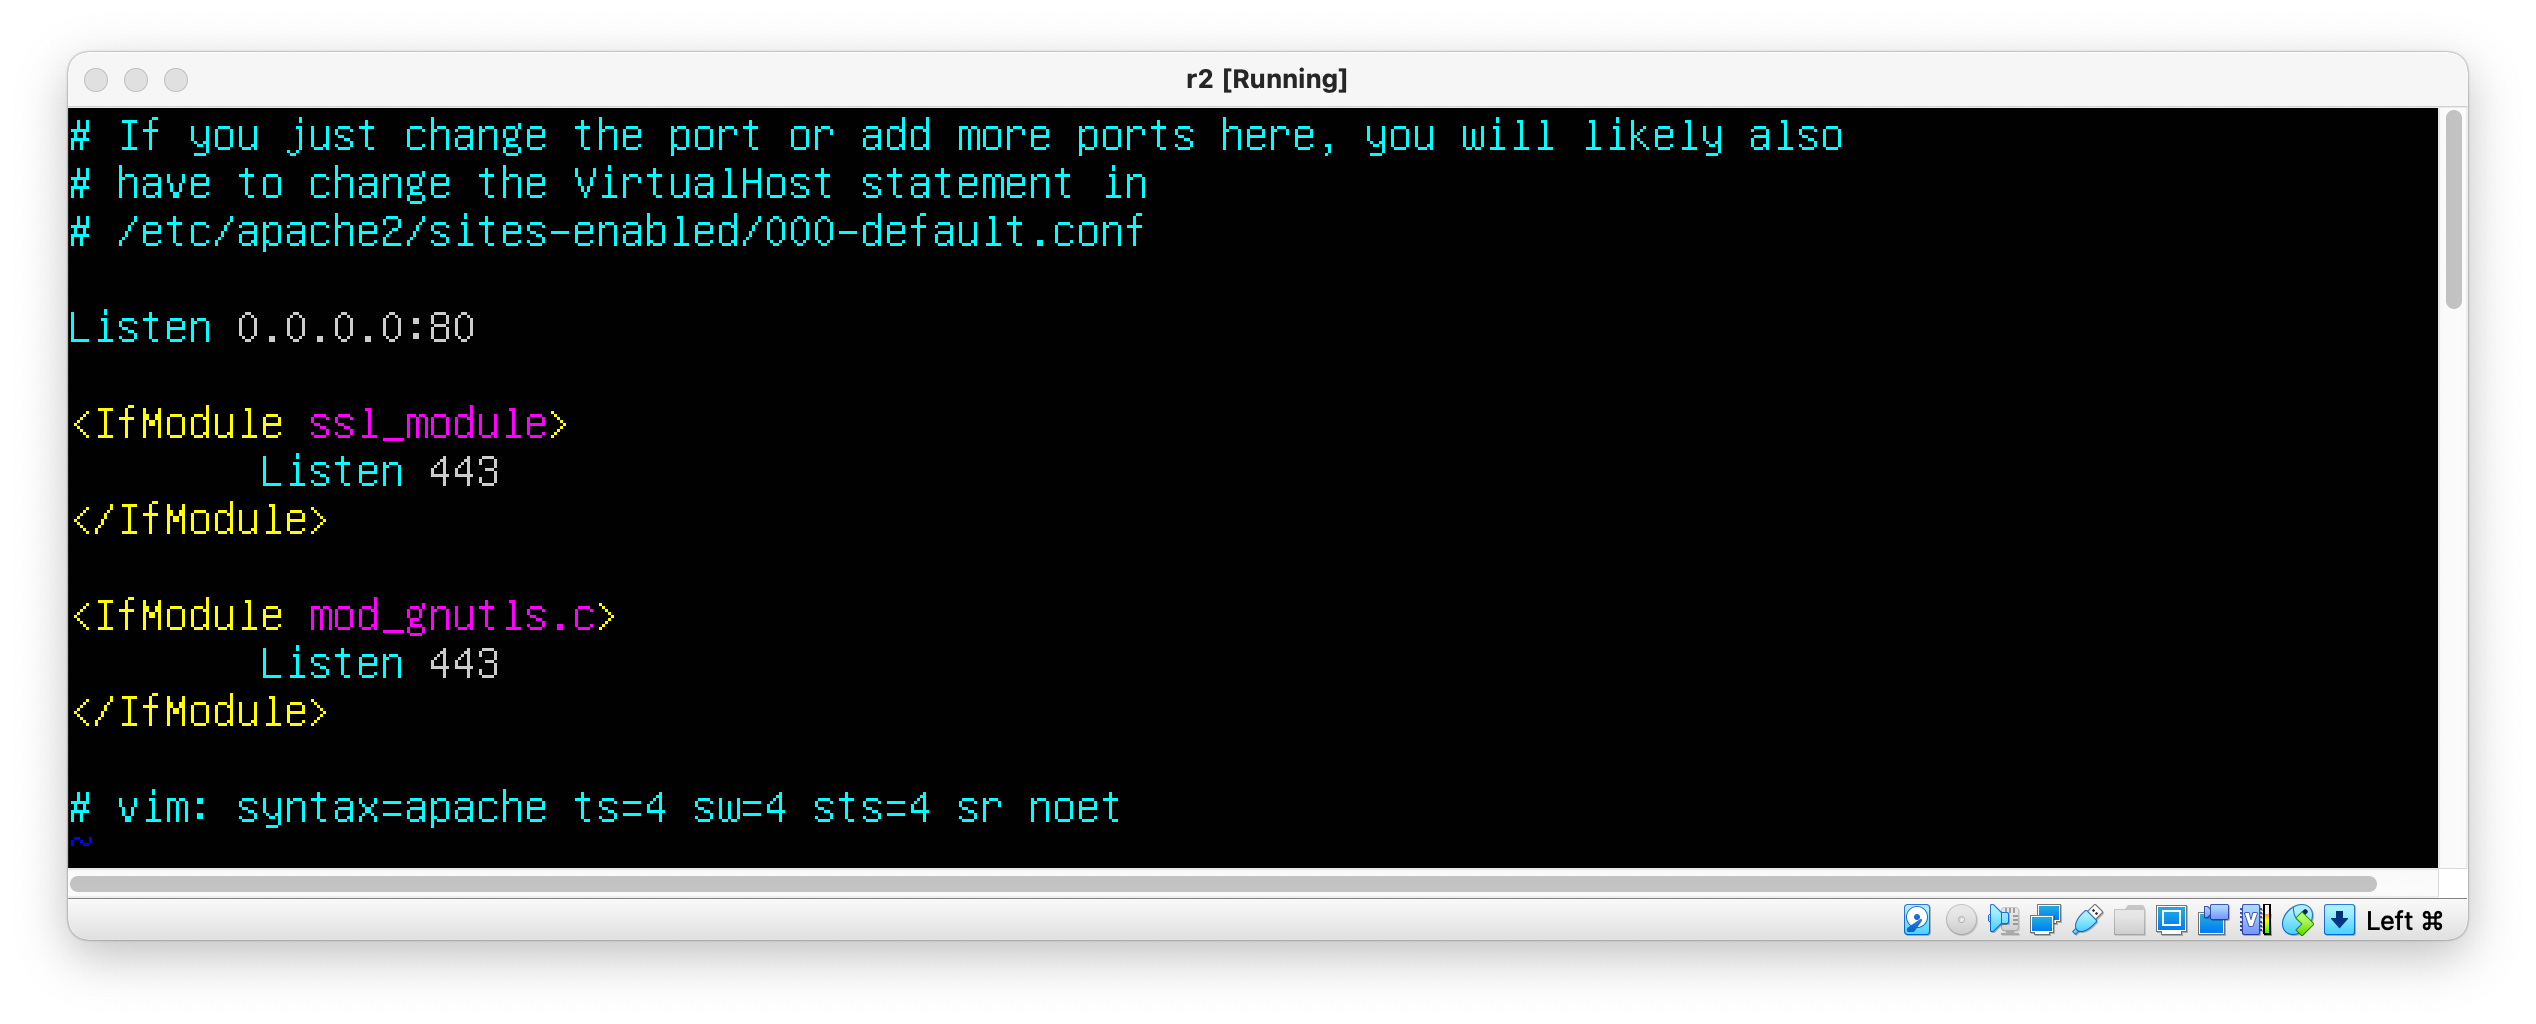 r2 [Running]
# If you just change the port or add more ports here, you will likely also
# have to change the VirtualHost statement in
# /etc/apache2/sites-enabled/000-default.conf
Listen 0.0.0.0:80
<IfModule ssl_module>
Listen 443
</IfModule>
<IfModule mod_gnutls.c>
Listen 443
</IfModule>
# vim: syntax=apache ts=4 sw=4 sts=4 sr noet
~
Left ⌘